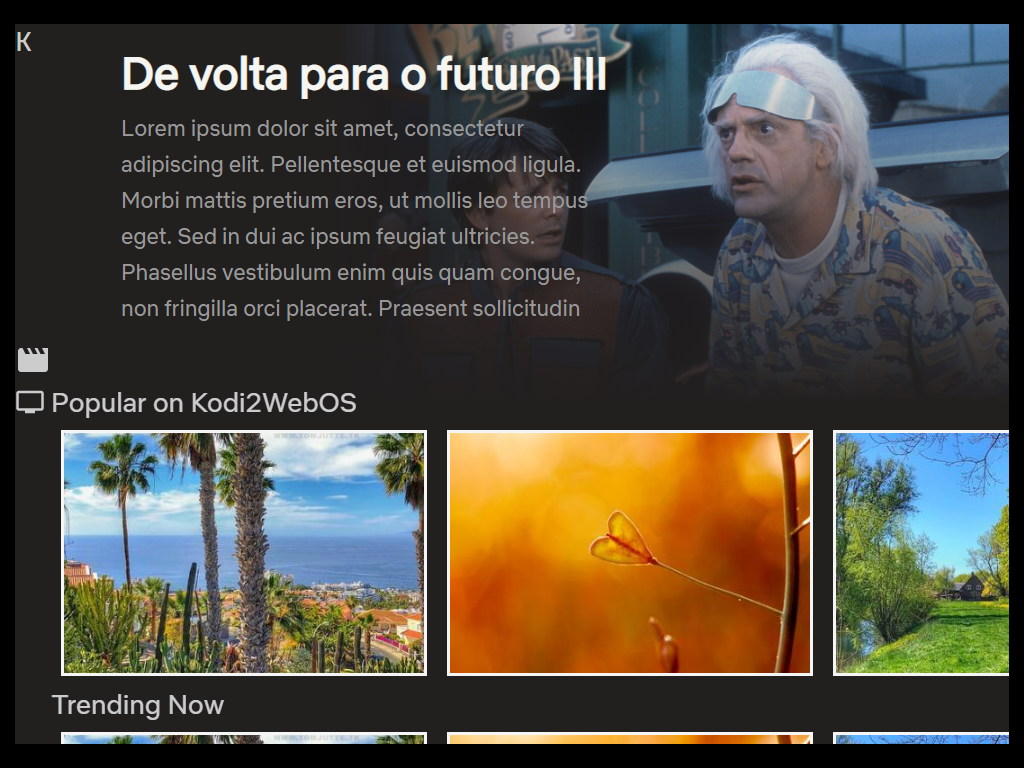 K
De volta para o futuro III
Lorem ipsum dolor sit amet, consectetur
adipiscing elit. Pellentesque et euismod ligula.
Morbi mattis pretium eros, ut mollis leo tempus
eget. Sed in dui ac ipsum feugiat ultricies.
Phasellus vestibulum enim quis quam congue,
non fringilla orci placerat. Praesent sollicitudin
Popular on Kodi2WebOS
Trending Now